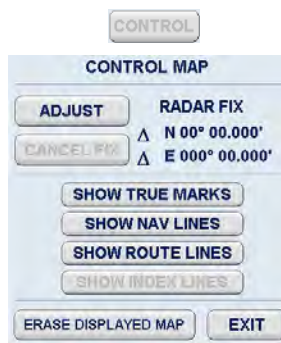 CONTROL
CONTROL MAP
ADJUST RADAR FIX
Δ N 00° 00.000'
CANCEL FIX Δ E 000° 00.000'
SHOW TRUE MARKS
SHOW NAV LINES
SHOW ROUTE LINES
SHOW INDEX LINES
ERASE DISPLAYED MAP EXIT